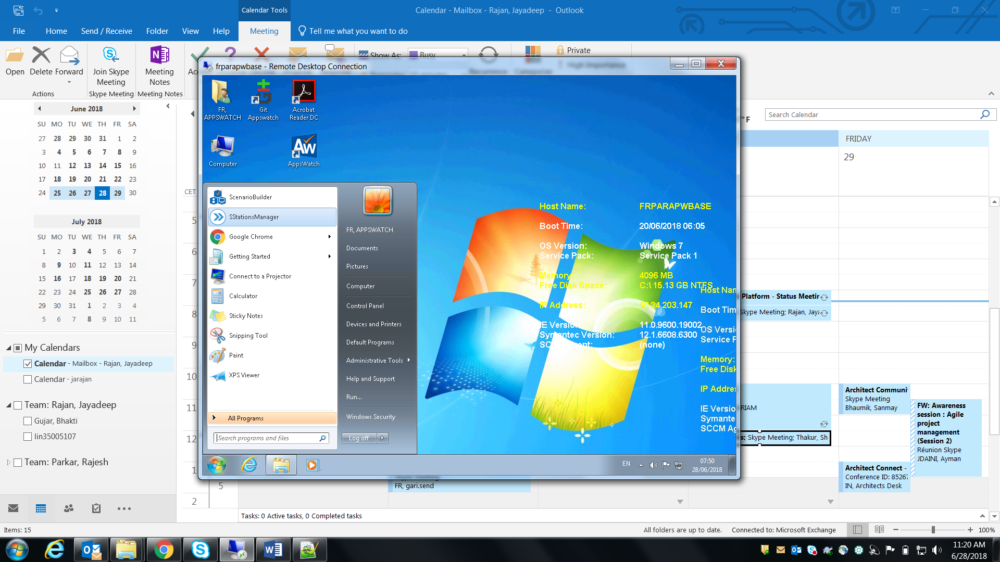 Calendar Tools
Calendar - Mailbox - Rajan, Jayadeep - Outlook
File
Home
Send / Receive
Folder
View
Help
Meeting
Tell me what you want to do
Open
Delete
Forward
Actions
Join Skype
Meeting
Skype Meeting
Meeting
Notes
Meeting Notes
Show As:
Busy
Private
High Importance
Categorize
frparapwbase - Remote Desktop Connection
June 2018
SU MO TU WE TH FR SA
27 28 29 30 31 1 2
3 4 5 6 7 8 9
10 11 12 13 14 15 16
17 18 19 20 21 22 23
24 25 26 27 28 29 30
July 2018
SU MO TU WE TH FR SA
1 2 3 4 5 6 7
8 9 10 11 12 13 14
15 16 17 18 19 20 21
22 23 24 25 26 27 28
29 30 31 1 2 3 4
5 6 7 8 9 10 11
My Calendars
Calendar - Mailbox - Rajan, Jayadeep
Calendar - jarajan
Team: Rajan, Jayadeep
Gujar, Bhakti
Team: Parkar, Rajesh
CET
5
6
7
8
9
10
11
12
1
2
5
FR,
APPSWATCH
Git
Appswatch
Acrobat
Reader DC
Computer
AW
AppsWatch
ScenarioBuilder
SStationsManager
Google Chrome
Getting Started
Connect to a Projector
Calculator
Sticky Notes
Snipping Tool
Paint
XPS Viewer
All Programs
Search programs and files
FR, APPSWATCH
Documents
Pictures
Computer
Control Panel
Devices and Printers
Default Programs
Administrative Tools
Help and Support
Run...
Windows Security
Log off
Host Name: FRPARAPWBASE
Boot Time: 20/06/2018 06:05
OS Version: Windows 7
Service Pack: Service Pack 1
Memory: 4096 MB
Free Disk Space: C:\ 15.13 GB NTFS
IP Address: 10.24.203.147
IE Version: 11.0.9600.19002
Symantec Version: 12.1.6608.6300
(none)
Host Nam
Boot Tim
OS Versi
Service P
Memory:
Free Disk
IP Addres
IE Versio
Symante
SCCM Ag
EN
07:50
28/06/2018
° F
Search Calendar
FRIDAY
29
Platform - Status Meetin
Skype Meeting; Rajan, Jaya
RIAM
s; Skype Meeting; Thakur, Sh
Architect Communi
Skype Meeting
Bhaumik, Sanmay
FW: Awareness
session : Agile
project
management
(Session 2)
Réunion Skype
JDAINI, Ayman
Architect Connect -
Conference ID: 85267
IN, Architects Desk
FR, gari.send
Tasks: 0 Active tasks, 0 Completed tasks
Items: 15
All folders are up to date.
Connected to: Microsoft Exchange
100%
11:20 AM
6/28/2018